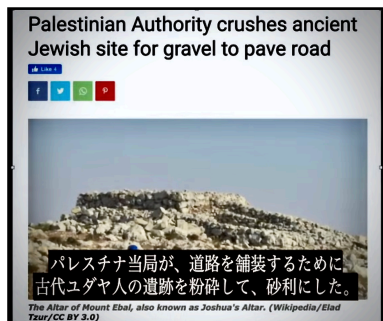 Palestinian Authority crushes ancient
Jewish site for gravel to pave road
Like 4
パレスチナ当局が、道路を舗装するために
古代ユダヤ人の遺跡を粉砕して、砂利にした。
The Altar of Mount Ebal, also known as Joshua's Altar. (Wikipedia/Elad
Tzur/CC BY 3.0)